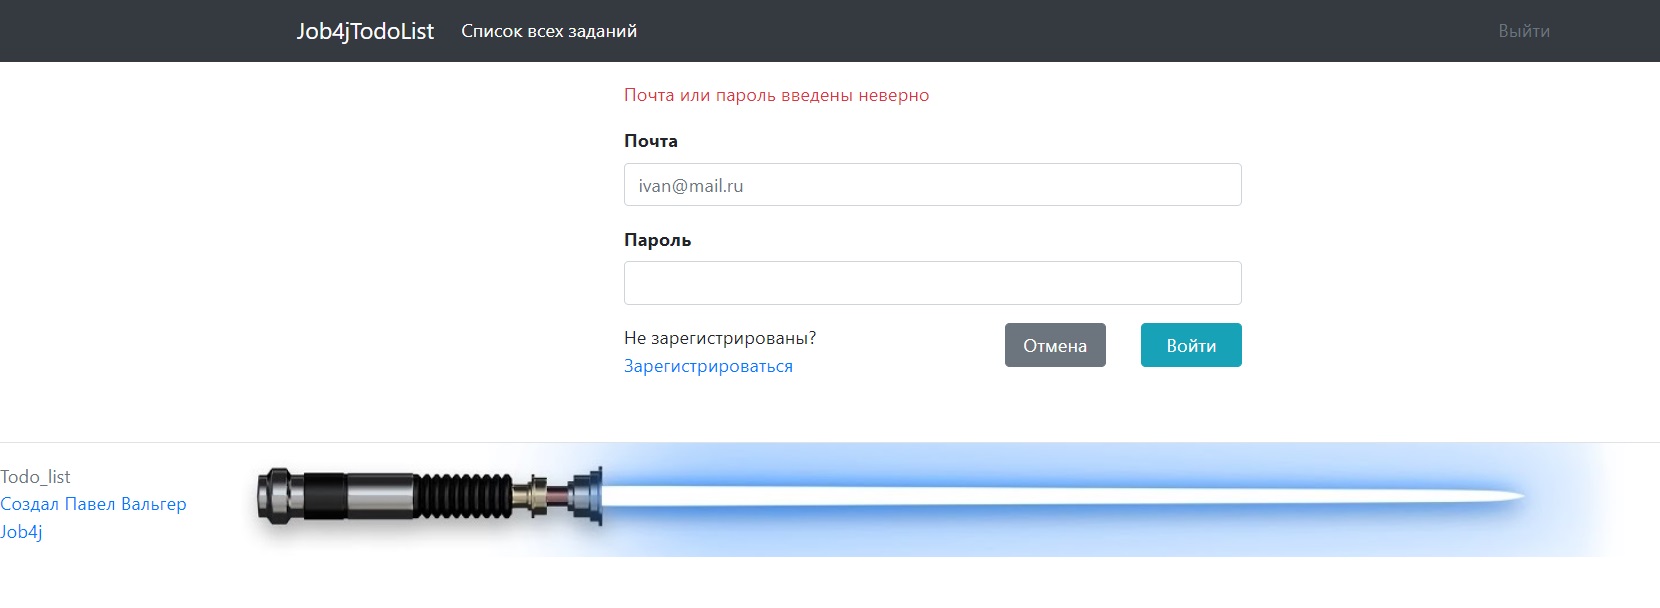 Job4jTodoList Список всех заданий Выйти
Почта или пароль введены неверно
Почта
ivan@mail.ru
Пароль
Не зарегистрированы?
Зарегистрироваться
Отмена Войти
Todo_list
Создал Павел Вальгер
Job4j